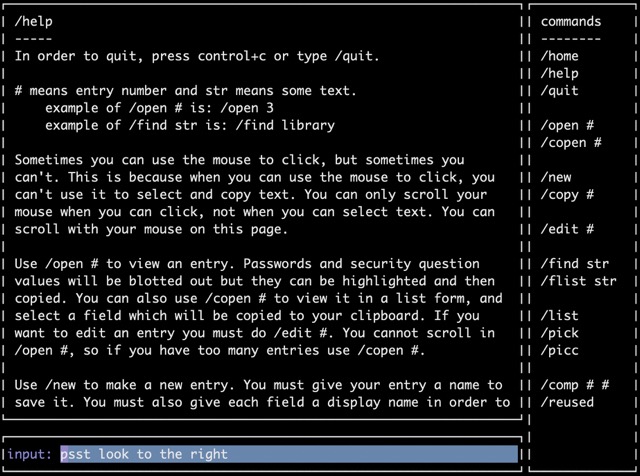 /help
-----
In order to quit, press control+c or type /quit.
# means entry number and str means some text.
example of /open # is: /open 3
example of /find str is: /find library
Sometimes you can use the mouse to click, but sometimes you
can't. This is because when you can use the mouse to click, you
can't use it to select and copy text. You can only scroll your
mouse when you can click, not when you can select text. You can
scroll with your mouse on this page.
Use /open # to view an entry. Passwords and security question
values will be blotted out but they can be highlighted and then
copied. You can also use /copen # to view it in a list form, and
select a field which will be copied to your clipboard. If you
want to edit an entry you must do /edit #. You cannot scroll in
/open #, so if you have too many entries use /copen #.
Use /new to make a new entry. You must give your entry a name to
save it. You must also give each field a display name in order to
input: psst look to the right
commands
--------
/home
/help
/quit
/open #
/copen #
/new
/copy #
/edit #
/find str
/flist str
/list
/pick
/picc
/comp # #
/reused